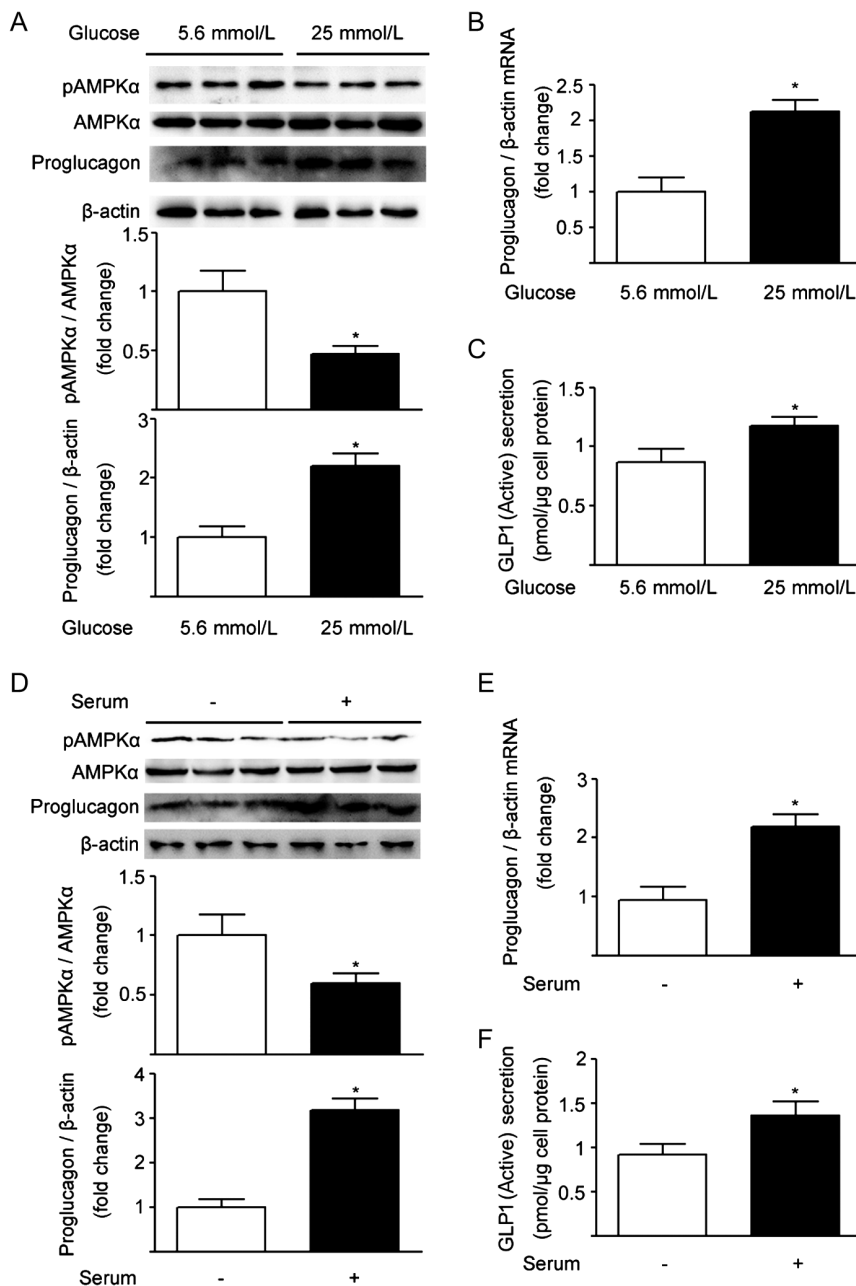 A
Glucose 5.6 mmol/L 25 mmol/L
pAMPKα
AMPKα
Proglucagon
β-actin
pAMPKα / AMPKα
(fold change)
1.5
1
0.5
*
Proglucagon / β-actin
(fold change)
3
2
1
*
Glucose 5.6 mmol/L 25 mmol/L
B
Proglucagon / β-actin mRNA
(fold change)
2.5
2
1.5
1
0.5
*
Glucose 5.6 mmol/L 25 mmol/L
C
GLP1 (Active) secretion
(pmol/μg cell protein)
1.5
1
0.5
*
Glucose 5.6 mmol/L 25 mmol/L
D
Serum - +
pAMPKα
AMPKα
Proglucagon
β-actin
pAMPKα / AMPKα
(fold change)
1.5
1
0.5
*
Proglucagon / β-actin
(fold change)
4
3
2
1
*
Serum - +
E
Proglucagon / β-actin mRNA
(fold change)
3
2
1
*
Serum - +
F
GLP1 (Active) secretion
(pmol/μg cell protein)
2
1.5
1
0.5
*
Serum - +